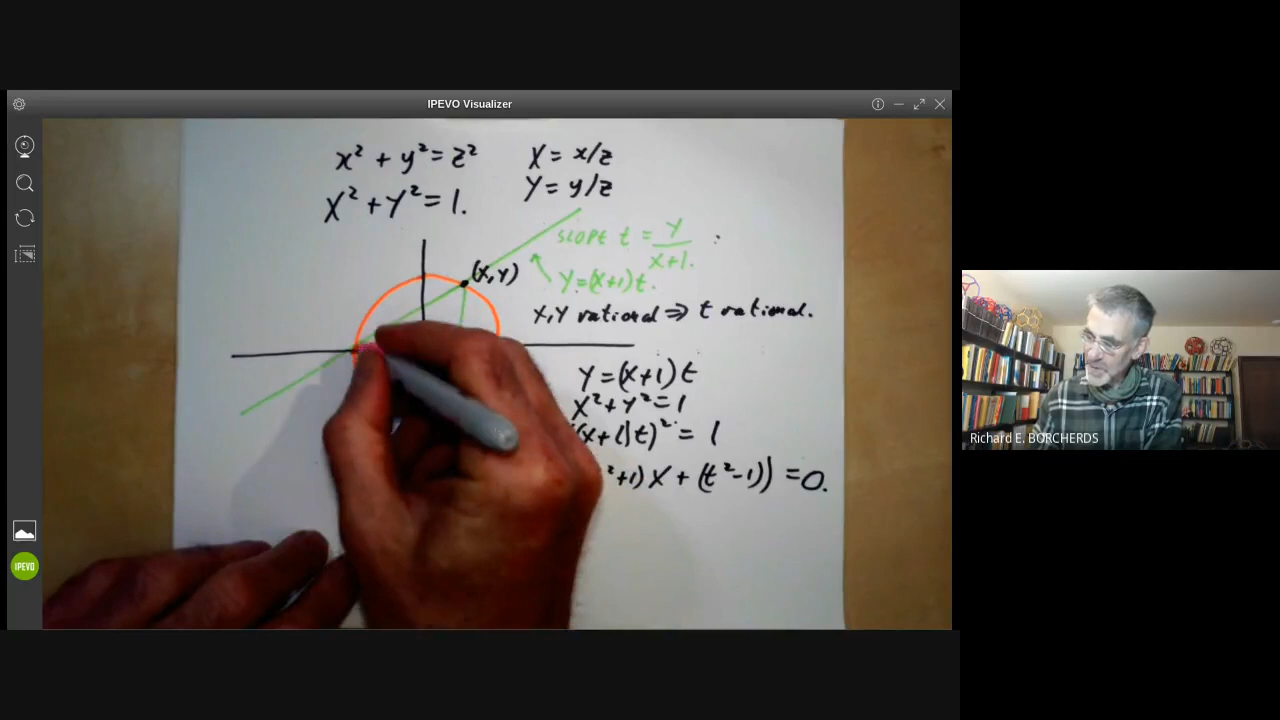 IPEVO Visualizer
x² + y² = z²
X = x/z
Y = y/z
X² + Y² = 1.
SLOPE t = Y/(X+1).
(X, Y)
Y = (X+1)t.
X, Y rational ⇒ t rational.
Y = (X+1)t
X² + Y² = 1
(X+1)t)² = 1
²+1)X + (t²-1)) = 0.
Richard E. BORCHERDS
IPEVO